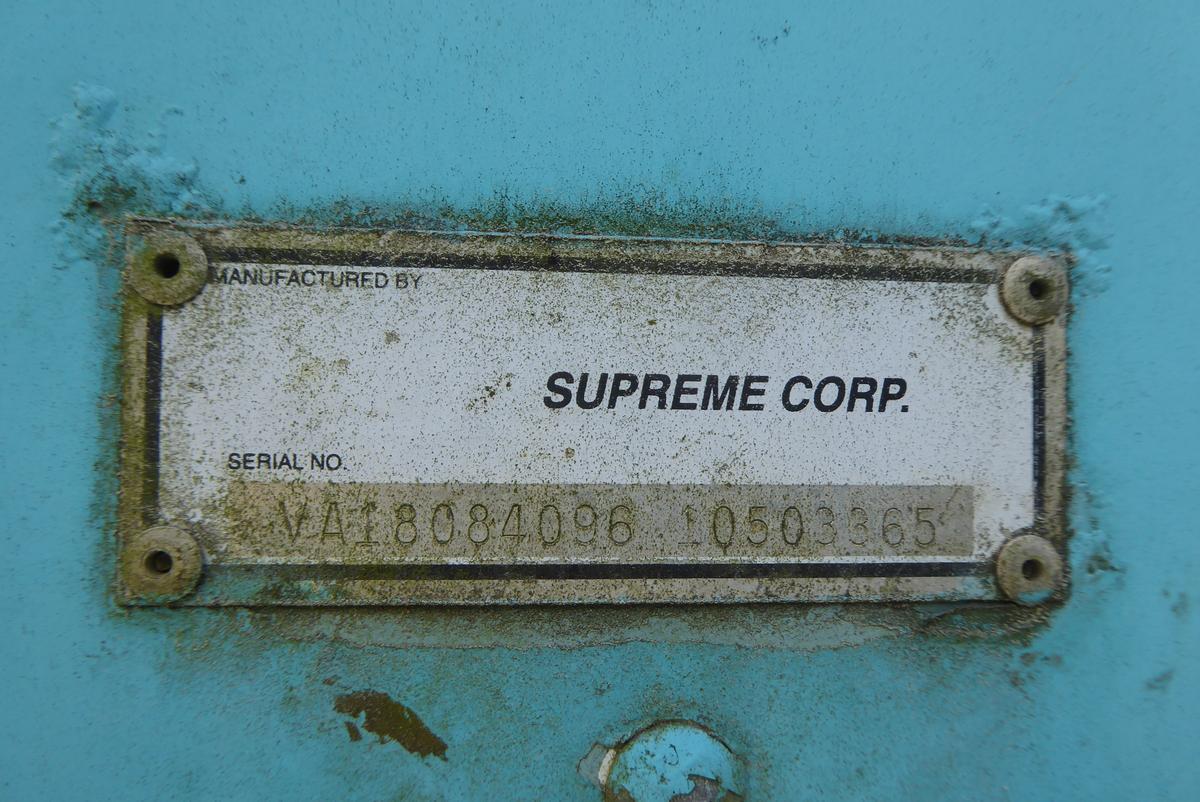 MANUFACTURED BY
SUPREME CORP.
SERIAL NO.
VA18084096 10503365